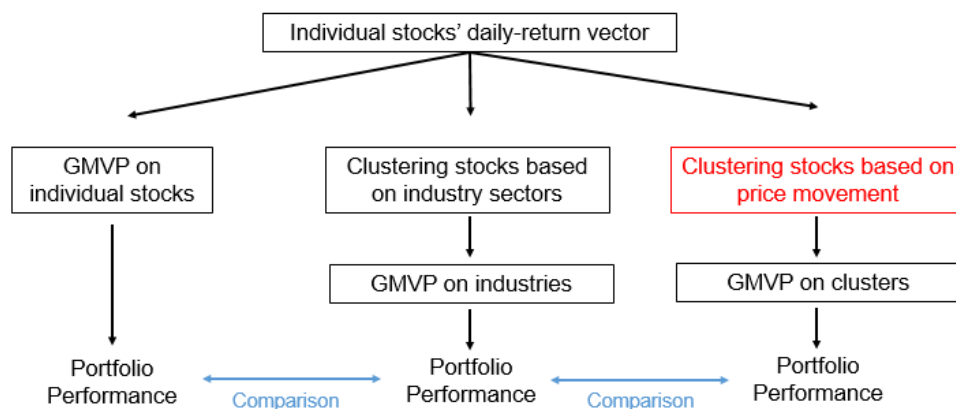 Individual stocks' daily-return vector
GMVP on
individual stocks
Clustering stocks based
on industry sectors
Clustering stocks based on
price movement
GMVP on industries
GMVP on clusters
Portfolio
Performance
Comparison
Portfolio
Performance
Comparison
Portfolio
Performance